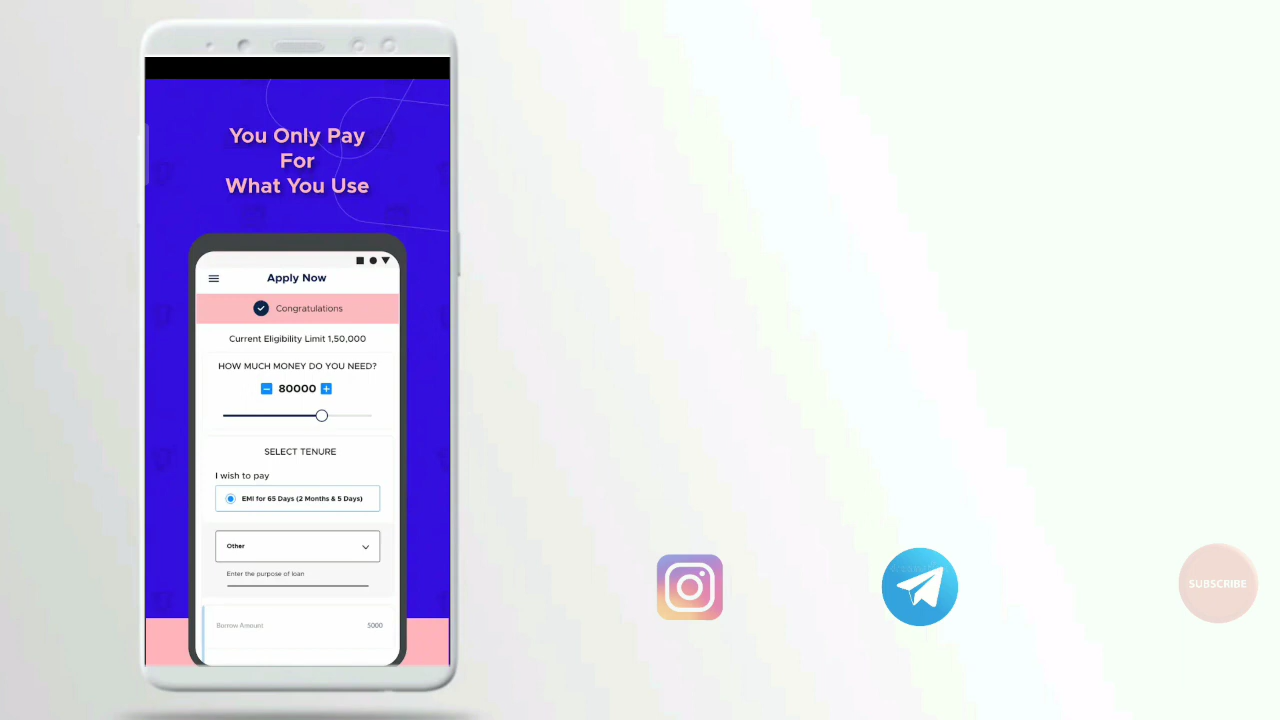 You Only Pay
For
What You Use
Apply Now
Congratulations
Current Eligibility Limit 1,50,000
HOW MUCH MONEY DO YOU NEED?
80000
SELECT TENURE
I wish to pay
EMI for 65 Days (2 Months & 5 Days)
Other
Enter the purpose of loan
Borrow Amount 5000
SUBSCRIBE